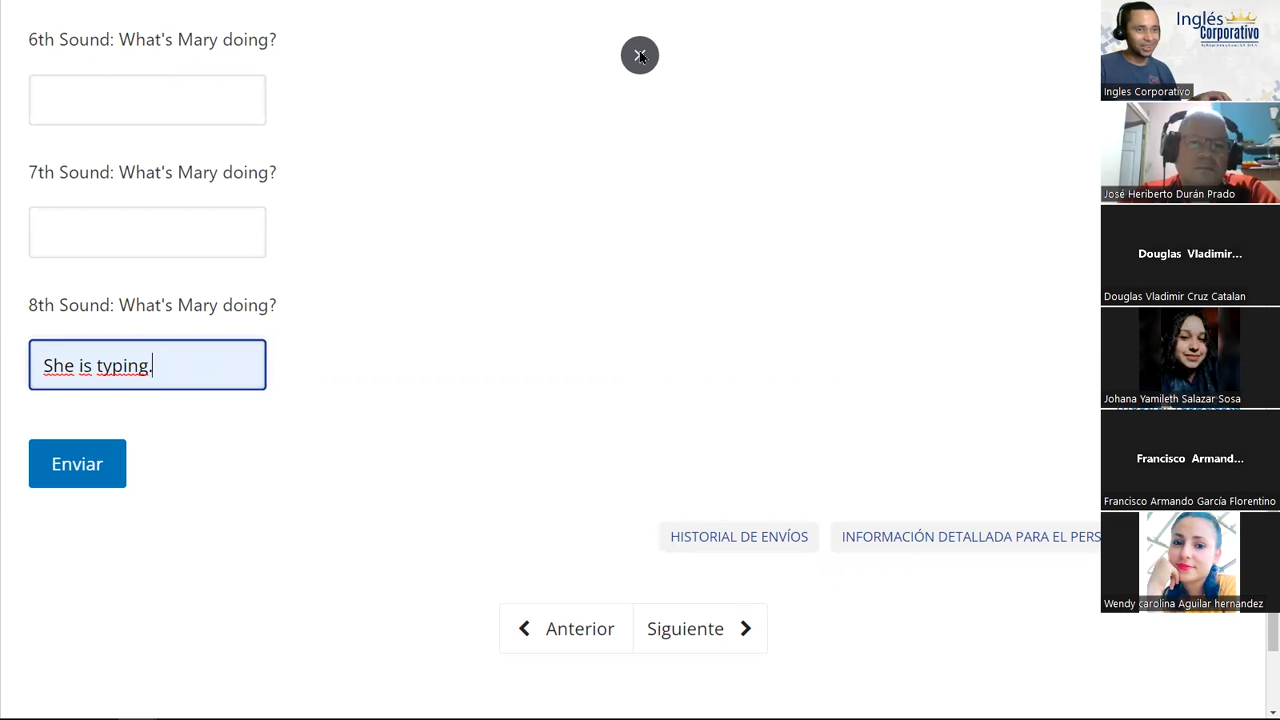 6th Sound: What's Mary doing?
7th Sound: What's Mary doing?
8th Sound: What's Mary doing?
She is typing.
Enviar
HISTORIAL DE ENVÍOS
INFORMACIÓN DETALLADA PARA EL PERS
Anterior
Siguiente
Inglés
Corporativo
Ingles Corporativo
José Heriberto Durán Prado
Douglas Vladimir...
Douglas Vladimir Cruz Catalan
Johana Yamileth Salazar Sosa
Francisco Armand...
Francisco Armando García Florentino
Wendy carolina Aguilar hernandez